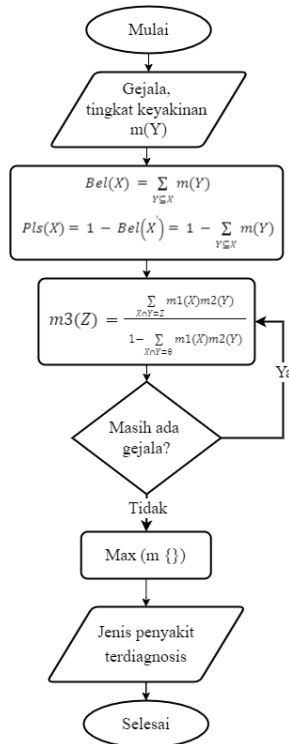 Mulai
Gejala,
tingkat keyakinan
m(Y)
Bel(X) = ∑ m(Y)
Y⊆X
Pls(X) = 1 − Bel(X') = 1 − ∑ m(Y)
Y⊆X
m3(Z) = ∑ m1(X)m2(Y)
X∩Y=Z
1− ∑ m1(X)m2(Y)
X∩Y=θ
Ya
Masih ada
gejala?
Tidak
Max (m {})
Jenis penyakit
terdiagnosis
Selesai